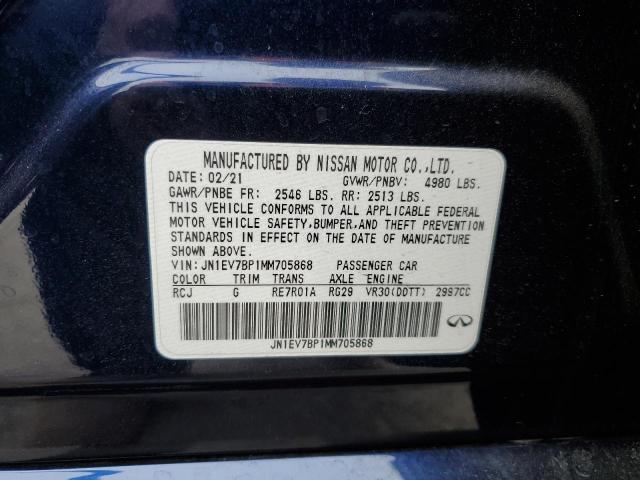 MANUFACTURED BY NISSAN MOTOR CO.,LTD.
DATE: 02/21 GVWR/PNBV: 4980 LBS.
GAWR/PNBE FR: 2546 LBS. RR: 2513 LBS.
THIS VEHICLE CONFORMS TO ALL APPLICABLE FEDERAL
MOTOR VEHICLE SAFETY,BUMPER,AND THEFT PREVENTION
STANDARDS IN EFFECT ON THE DATE OF MANUFACTURE
SHOWN ABOVE.
VIN: JN1EV7BP1MM705868 PASSENGER CAR
COLOR TRIM TRANS AXLE ENGINE
RCJ G RE7R01A RG29 VR30(DDTT) 2997CC
JN1EV7BP1MM705868